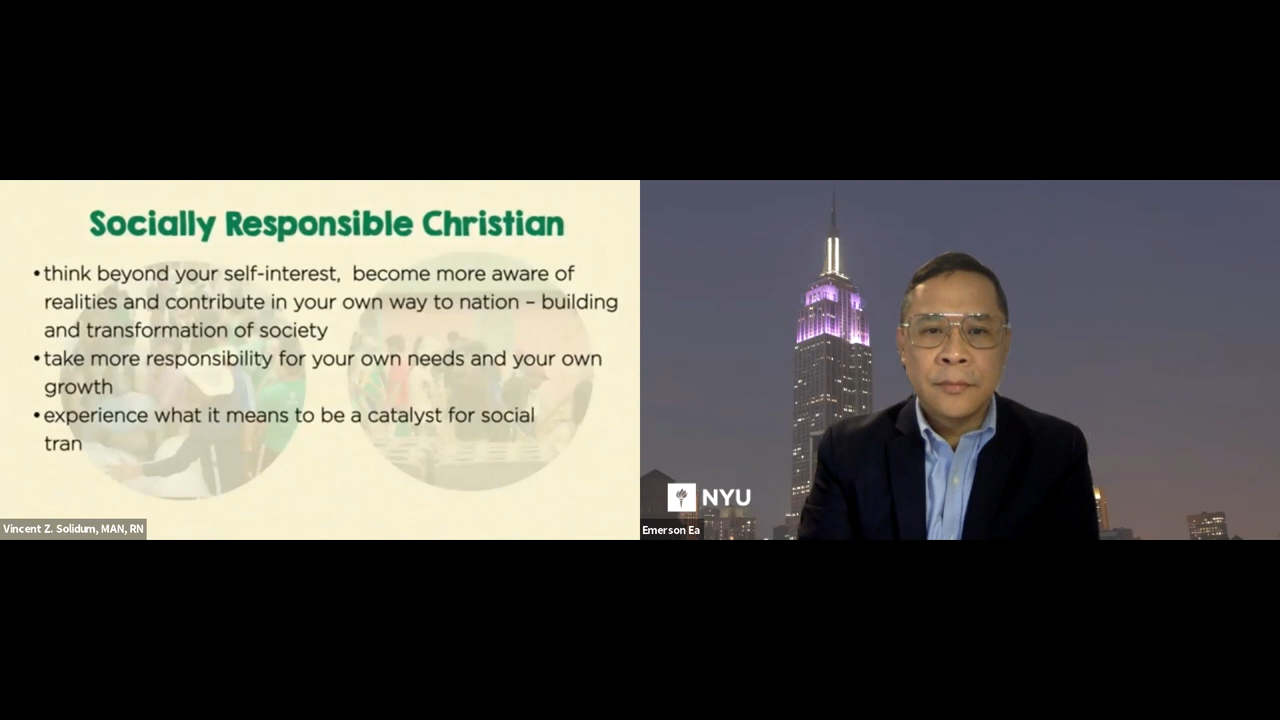 Socially Responsible Christian
•think beyond your self-interest,  become more aware of
realities and contribute in your own way to nation – building
and transformation of society
•take more responsibility for your own needs and your own
growth
•experience what it means to be a catalyst for social
tran
Vincent Z. Solidum, MAN, RN
NYU
Emerson Ea